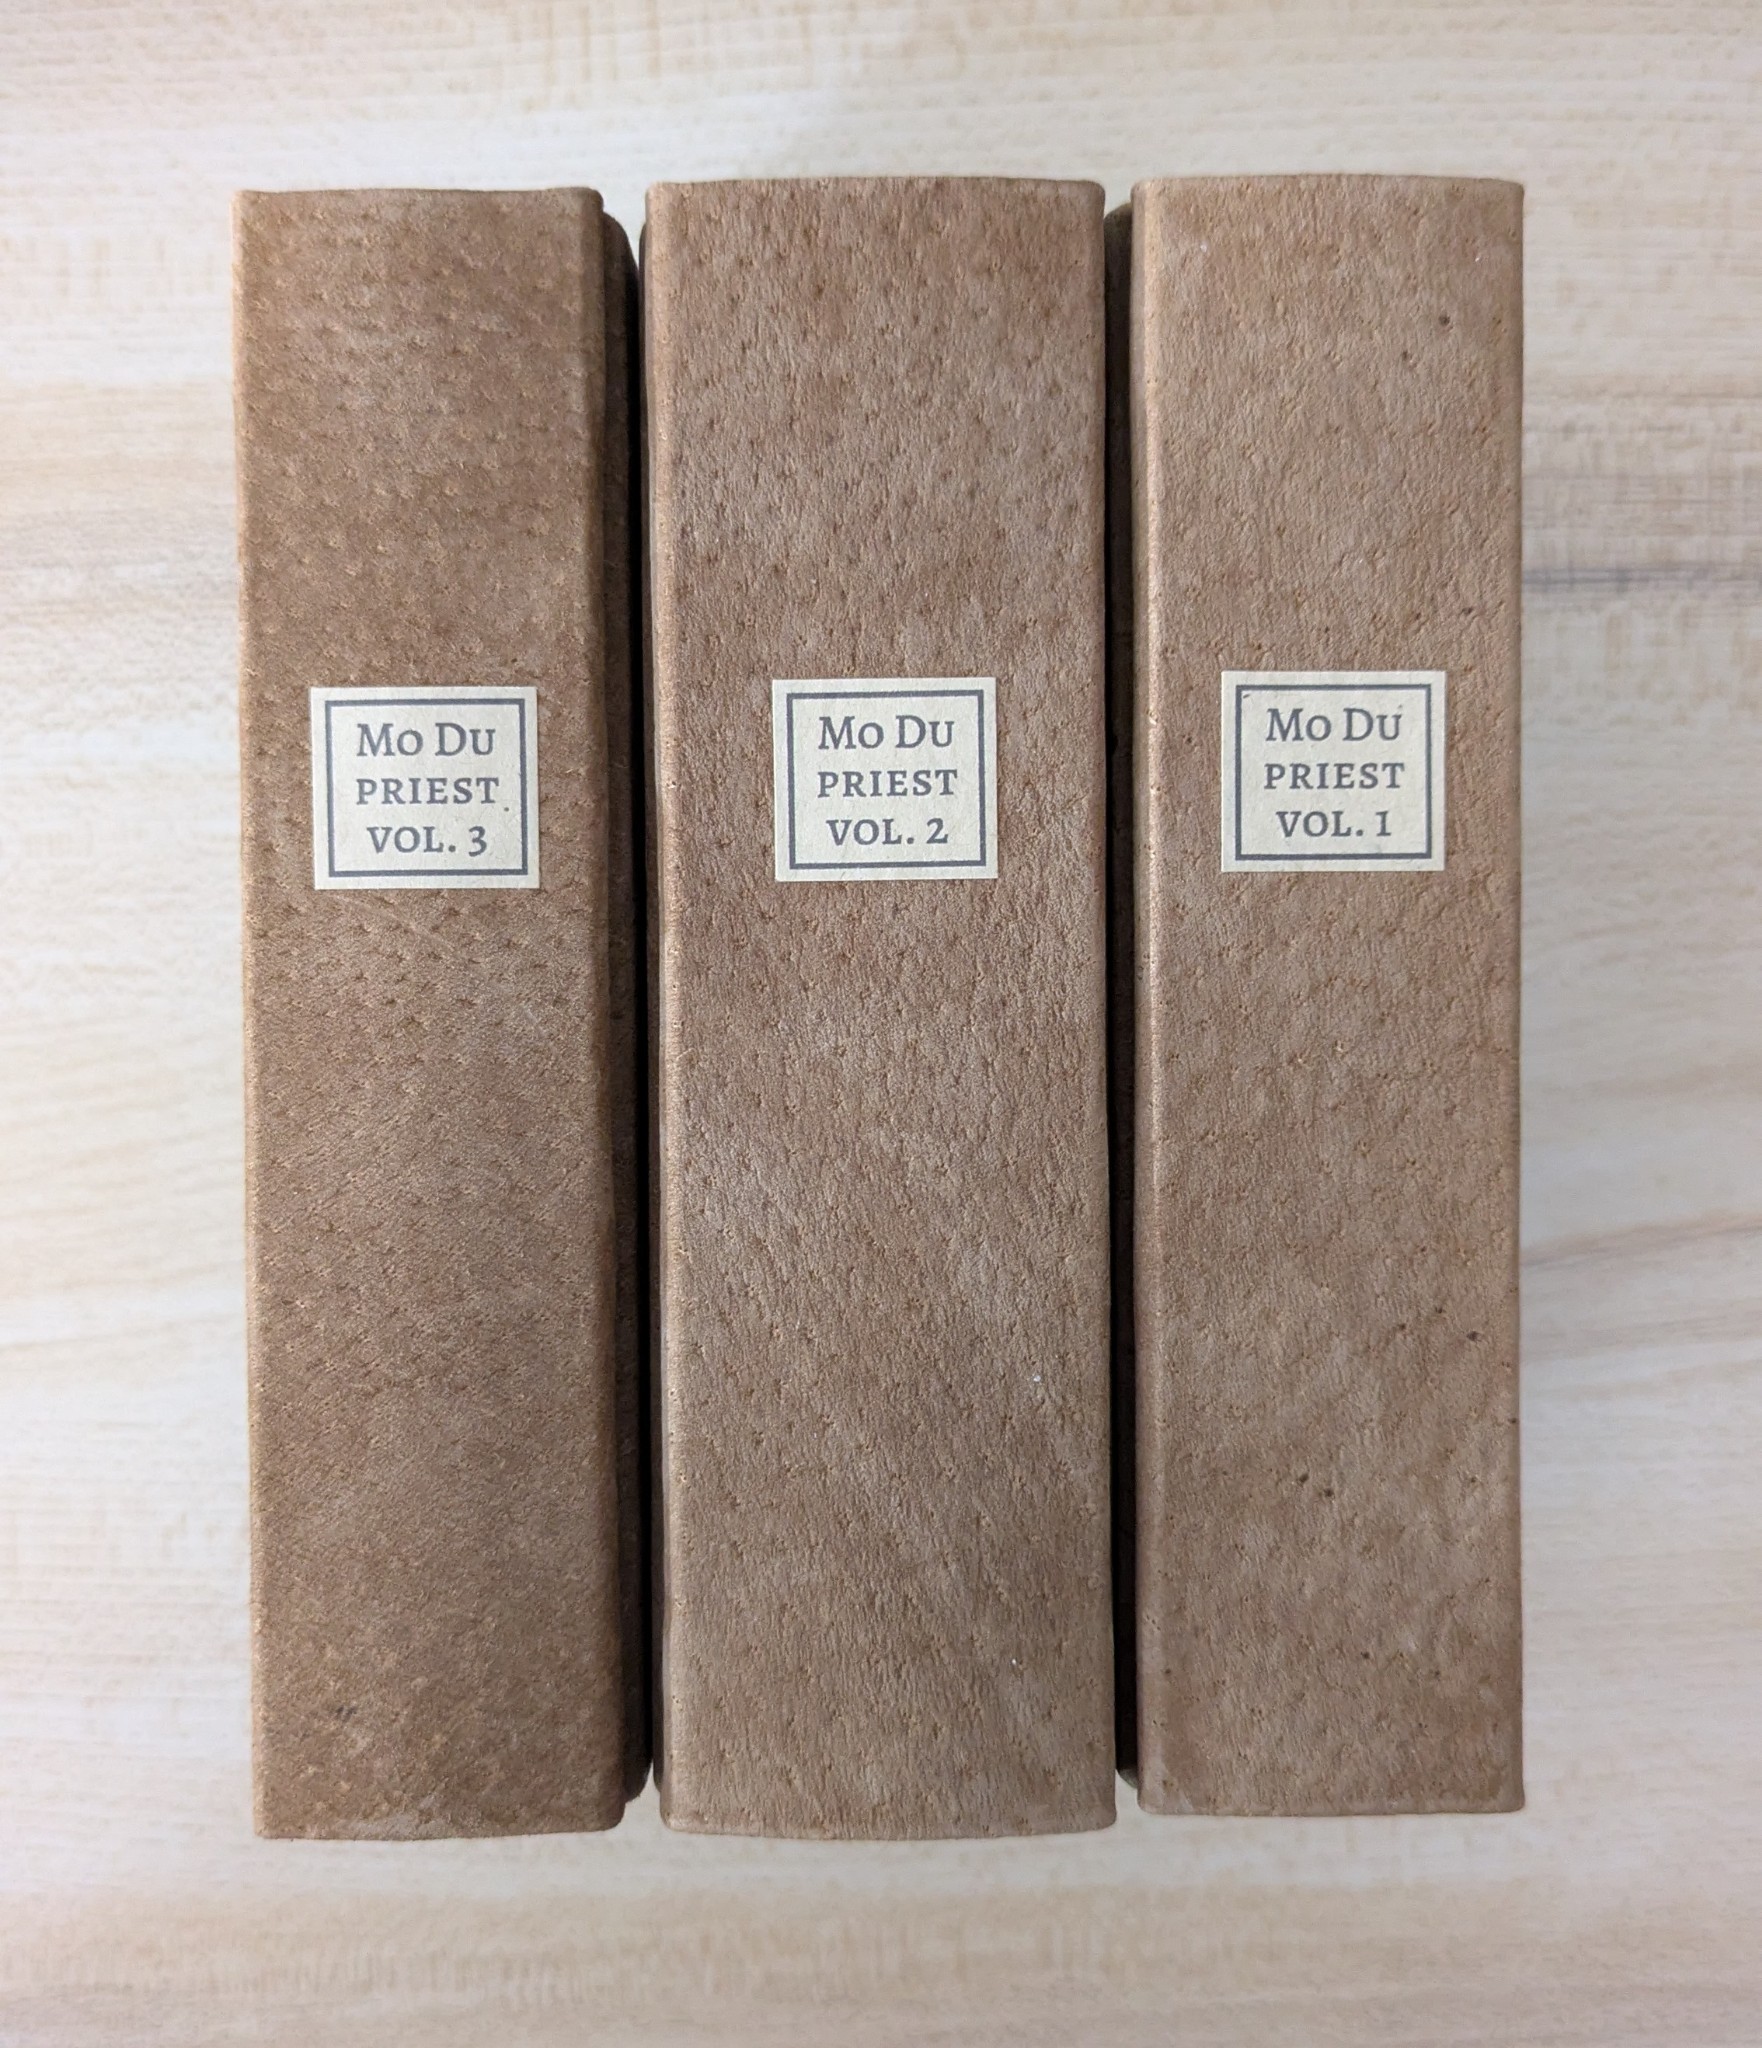 Mo Du
PRIEST
VOL. 3
Mo Du
PRIEST
VOL. 2
Mo Du
PRIEST
VOL. 1